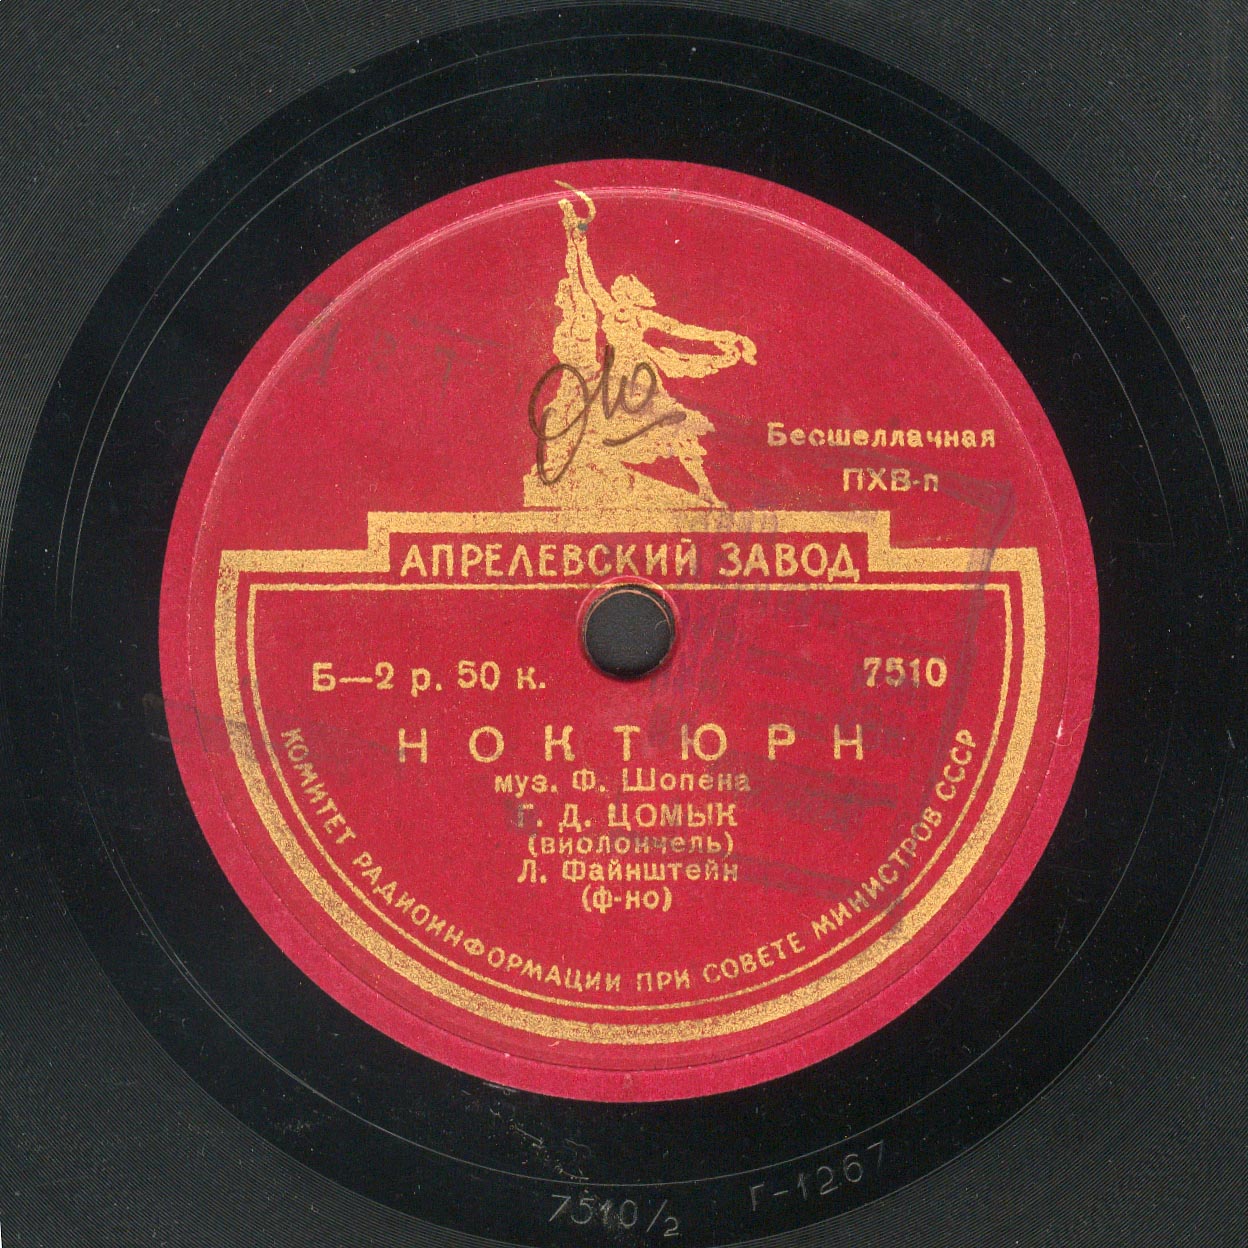 Бесшеллачная
ПХВ-п
АПРЕЛЕВСКИЙ ЗАВОД
Б—2 р. 50 к.
7510
НОКТЮРН
муз. Ф. Шопена
Г. Д. ЦОМЫК
(виолончель)
Л. Файнштейн
(ф-но)
КОМИТЕТ РАДИОИНФОРМАЦИИ ПРИ СОВЕТЕ МИНИСТРОВ СССР
7510/2
Г-1267